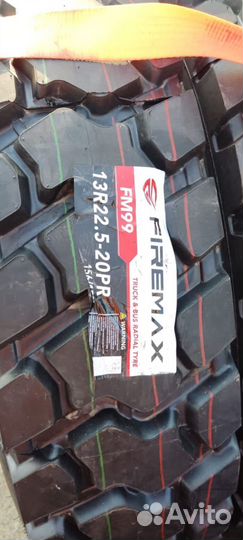 FIREMAX
TRUCK & BUS RADIAL TYRE
FM99
13R22.5-20PR
WARNING
Avito